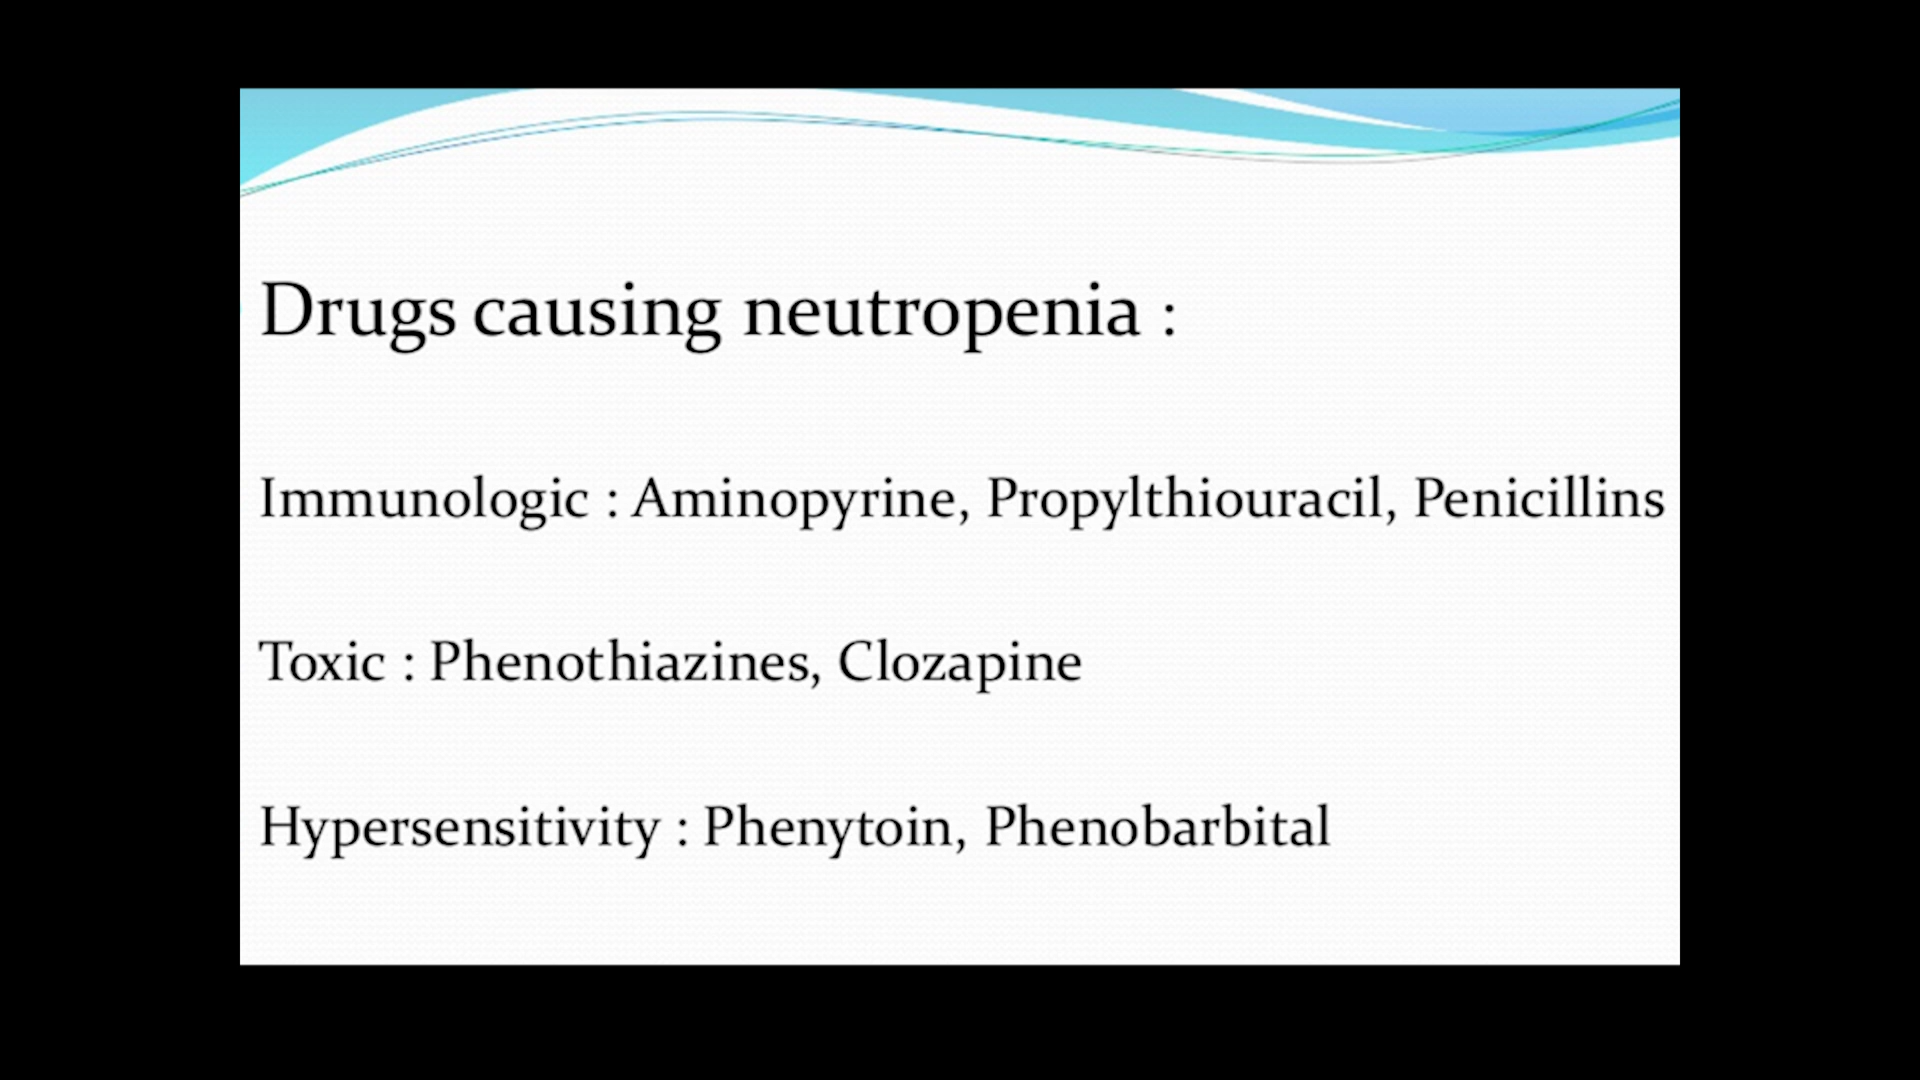 Drugs causing neutropenia :
Immunologic : Aminopyrine, Propylthiouracil, Penicillins
Toxic : Phenothiazines, Clozapine
Hypersensitivity : Phenytoin, Phenobarbital